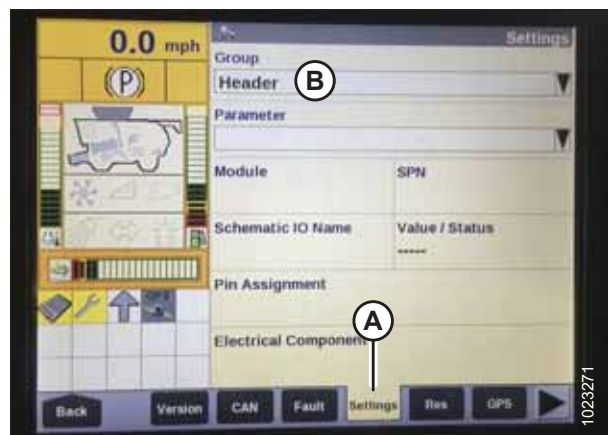 0.0 mph
Settings
Group
Header
B
(P)
Parameter
Module
SPN
Schematic IO Name
Value / Status
-----
Pin Assignment
A
Electrical Component
Back
Version
CAN
Fault
Settings
Res
GPS
1023271